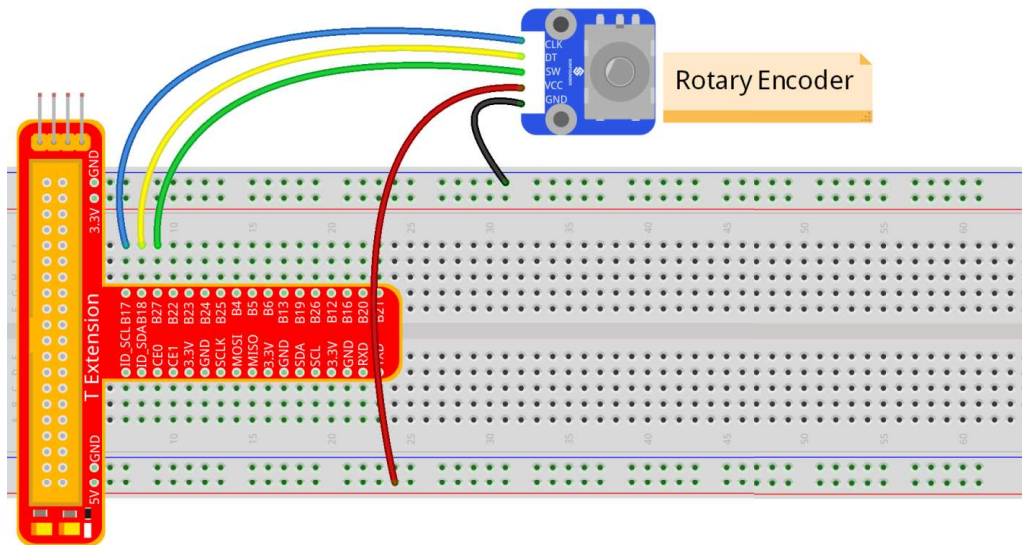 CLK
DT
SW
VCC
GND
Rotary Encoder
3.3V GND
10 15 20 25 30 35 40 45 50 55 60
T Extension
B17 B18 B27 B22 B23 B24 B25 B4 B5 B6 B13 B19 B26 B12 B16 B20 B21
ID_SCL ID_SDA CE0 CE1 3.3V GND SCLK MOSI MISO 3.3V GND SDA SCL 3.3V GND RXD TXD
10 15 20 25 30 35 40 45 50 55 60
5V GND